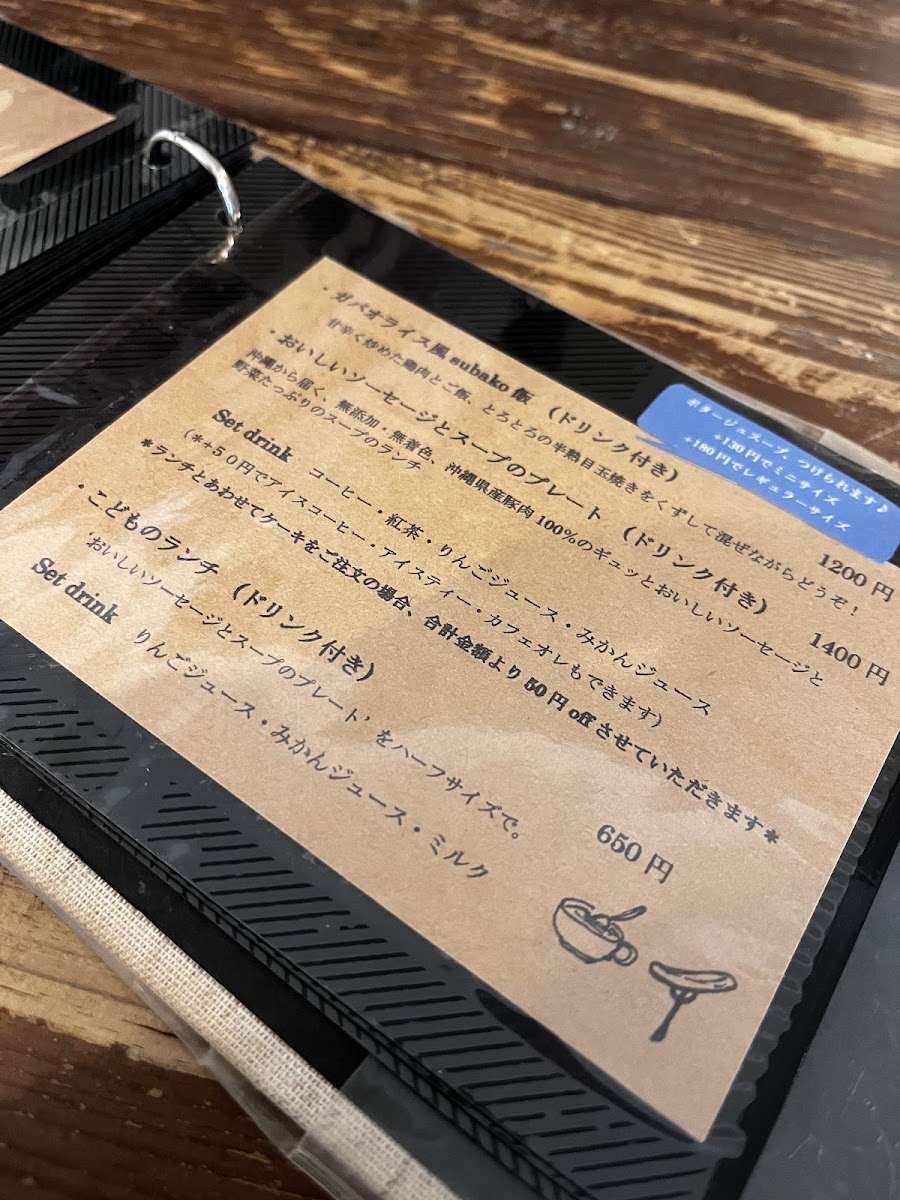 ・ガパオライス風 subako 飯 （ドリンク付き） 1200 円
甘辛く炒めた鶏肉とご飯、とろとろの半熟目玉焼きをくずして混ぜながらどうぞ！
・おいしいソーセージとスープのプレート （ドリンク付き） 1400 円
沖縄から届く、無添加・無着色、沖縄県産豚肉 100%のギュッとおいしいソーセージと
野菜たっぷりのスープのランチ
Set drink コーヒー・紅茶・りんごジュース・みかんジュース
（*+50円でアイスコーヒー・アイスティー・カフェオレもできます）
*ランチとあわせてケーキをご注文の場合、合計金額より 50 円 off させていただきます*
・こどものランチ （ドリンク付き） 650 円
‘おいしいソーセージとスープのプレート’ をハーフサイズで。
Set drink りんごジュース・みかんジュース・ミルク
ポタージュスープ、つけられます♪
+130 円でミニサイズ
+180 円でレギュラーサイズ